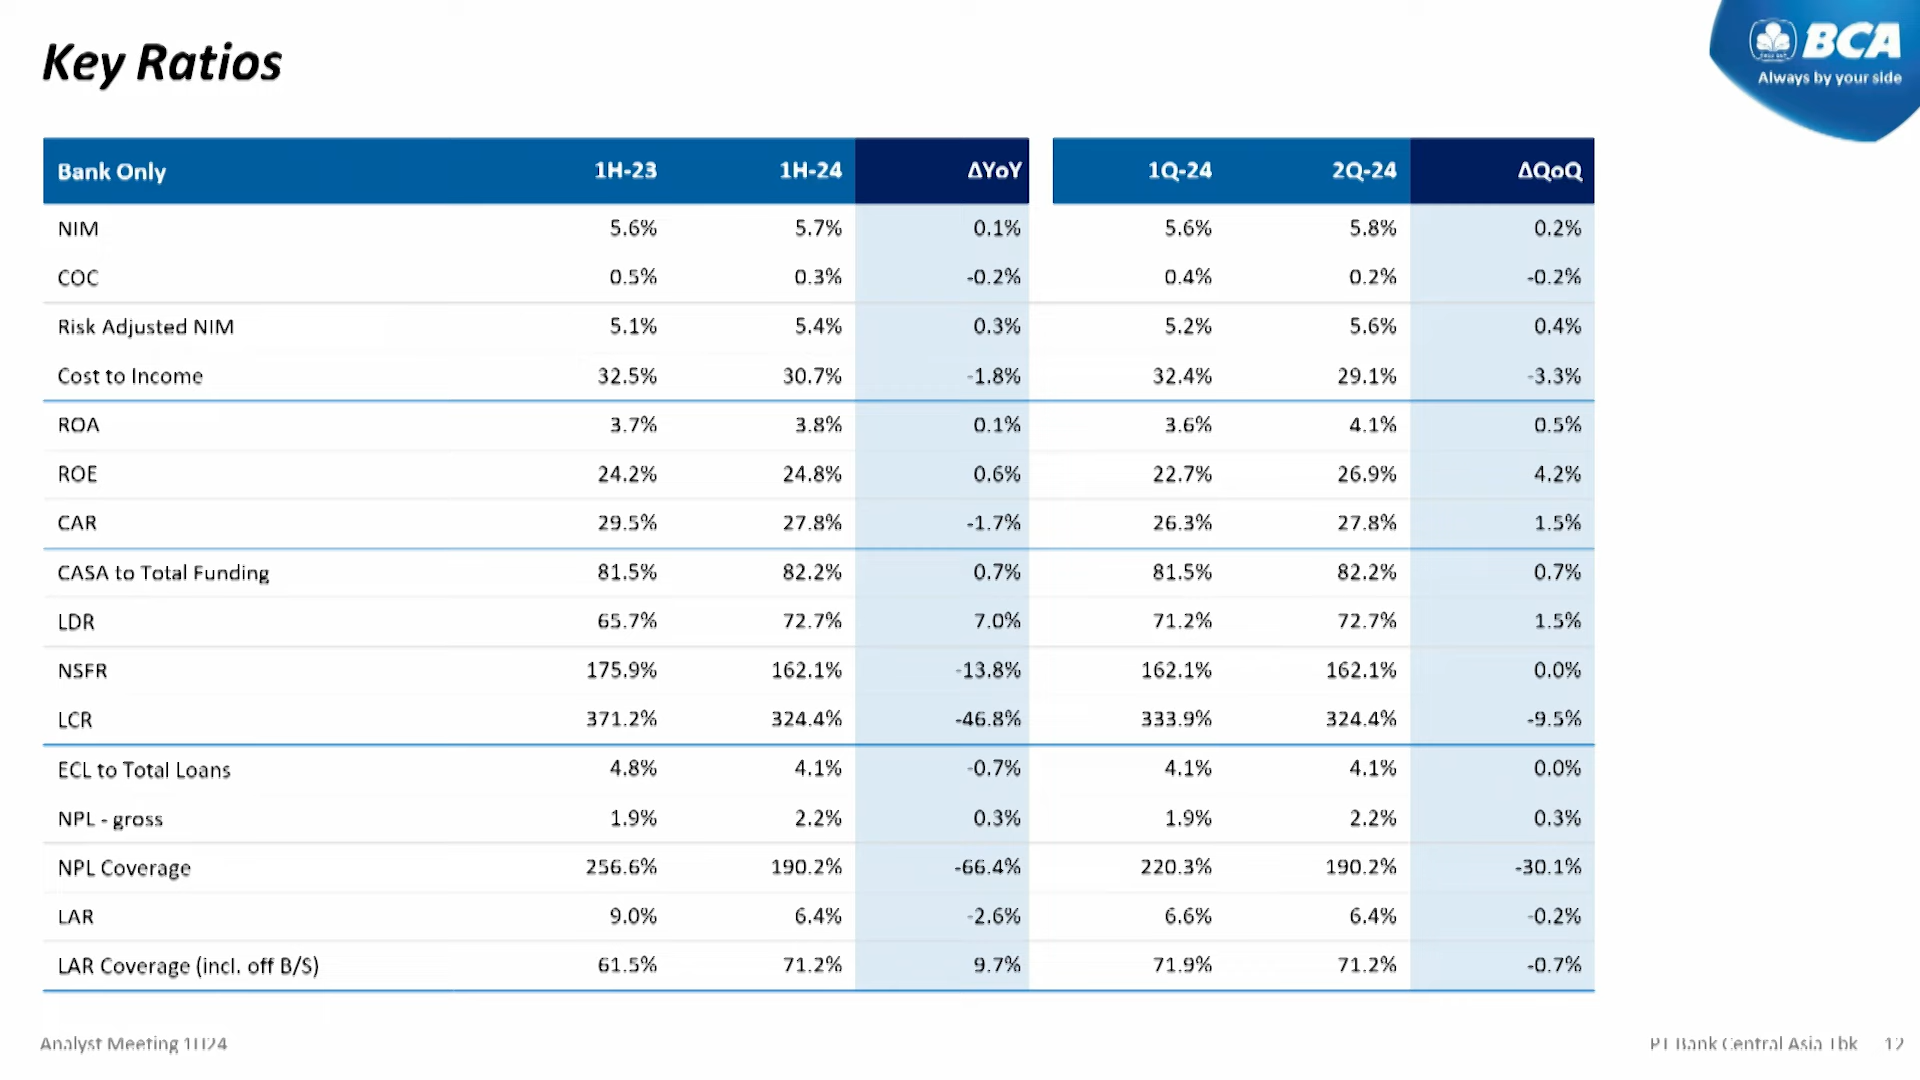 Key Ratios
BCA
Always by your side
Bank Only 1H-23 1H-24 ΔYoY 1Q-24 2Q-24 ΔQoQ
NIM 5.6% 5.7% 0.1% 5.6% 5.8% 0.2%
COC 0.5% 0.3% -0.2% 0.4% 0.2% -0.2%
Risk Adjusted NIM 5.1% 5.4% 0.3% 5.2% 5.6% 0.4%
Cost to Income 32.5% 30.7% -1.8% 32.4% 29.1% -3.3%
ROA 3.7% 3.8% 0.1% 3.6% 4.1% 0.5%
ROE 24.2% 24.8% 0.6% 22.7% 26.9% 4.2%
CAR 29.5% 27.8% -1.7% 26.3% 27.8% 1.5%
CASA to Total Funding 81.5% 82.2% 0.7% 81.5% 82.2% 0.7%
LDR 65.7% 72.7% 7.0% 71.2% 72.7% 1.5%
NSFR 175.9% 162.1% -13.8% 162.1% 162.1% 0.0%
LCR 371.2% 324.4% -46.8% 333.9% 324.4% -9.5%
ECL to Total Loans 4.8% 4.1% -0.7% 4.1% 4.1% 0.0%
NPL - gross 1.9% 2.2% 0.3% 1.9% 2.2% 0.3%
NPL Coverage 256.6% 190.2% -66.4% 220.3% 190.2% -30.1%
LAR 9.0% 6.4% -2.6% 6.6% 6.4% -0.2%
LAR Coverage (incl. off B/S) 61.5% 71.2% 9.7% 71.9% 71.2% -0.7%
Analyst Meeting 1H24
PT Bank Central Asia Tbk 12